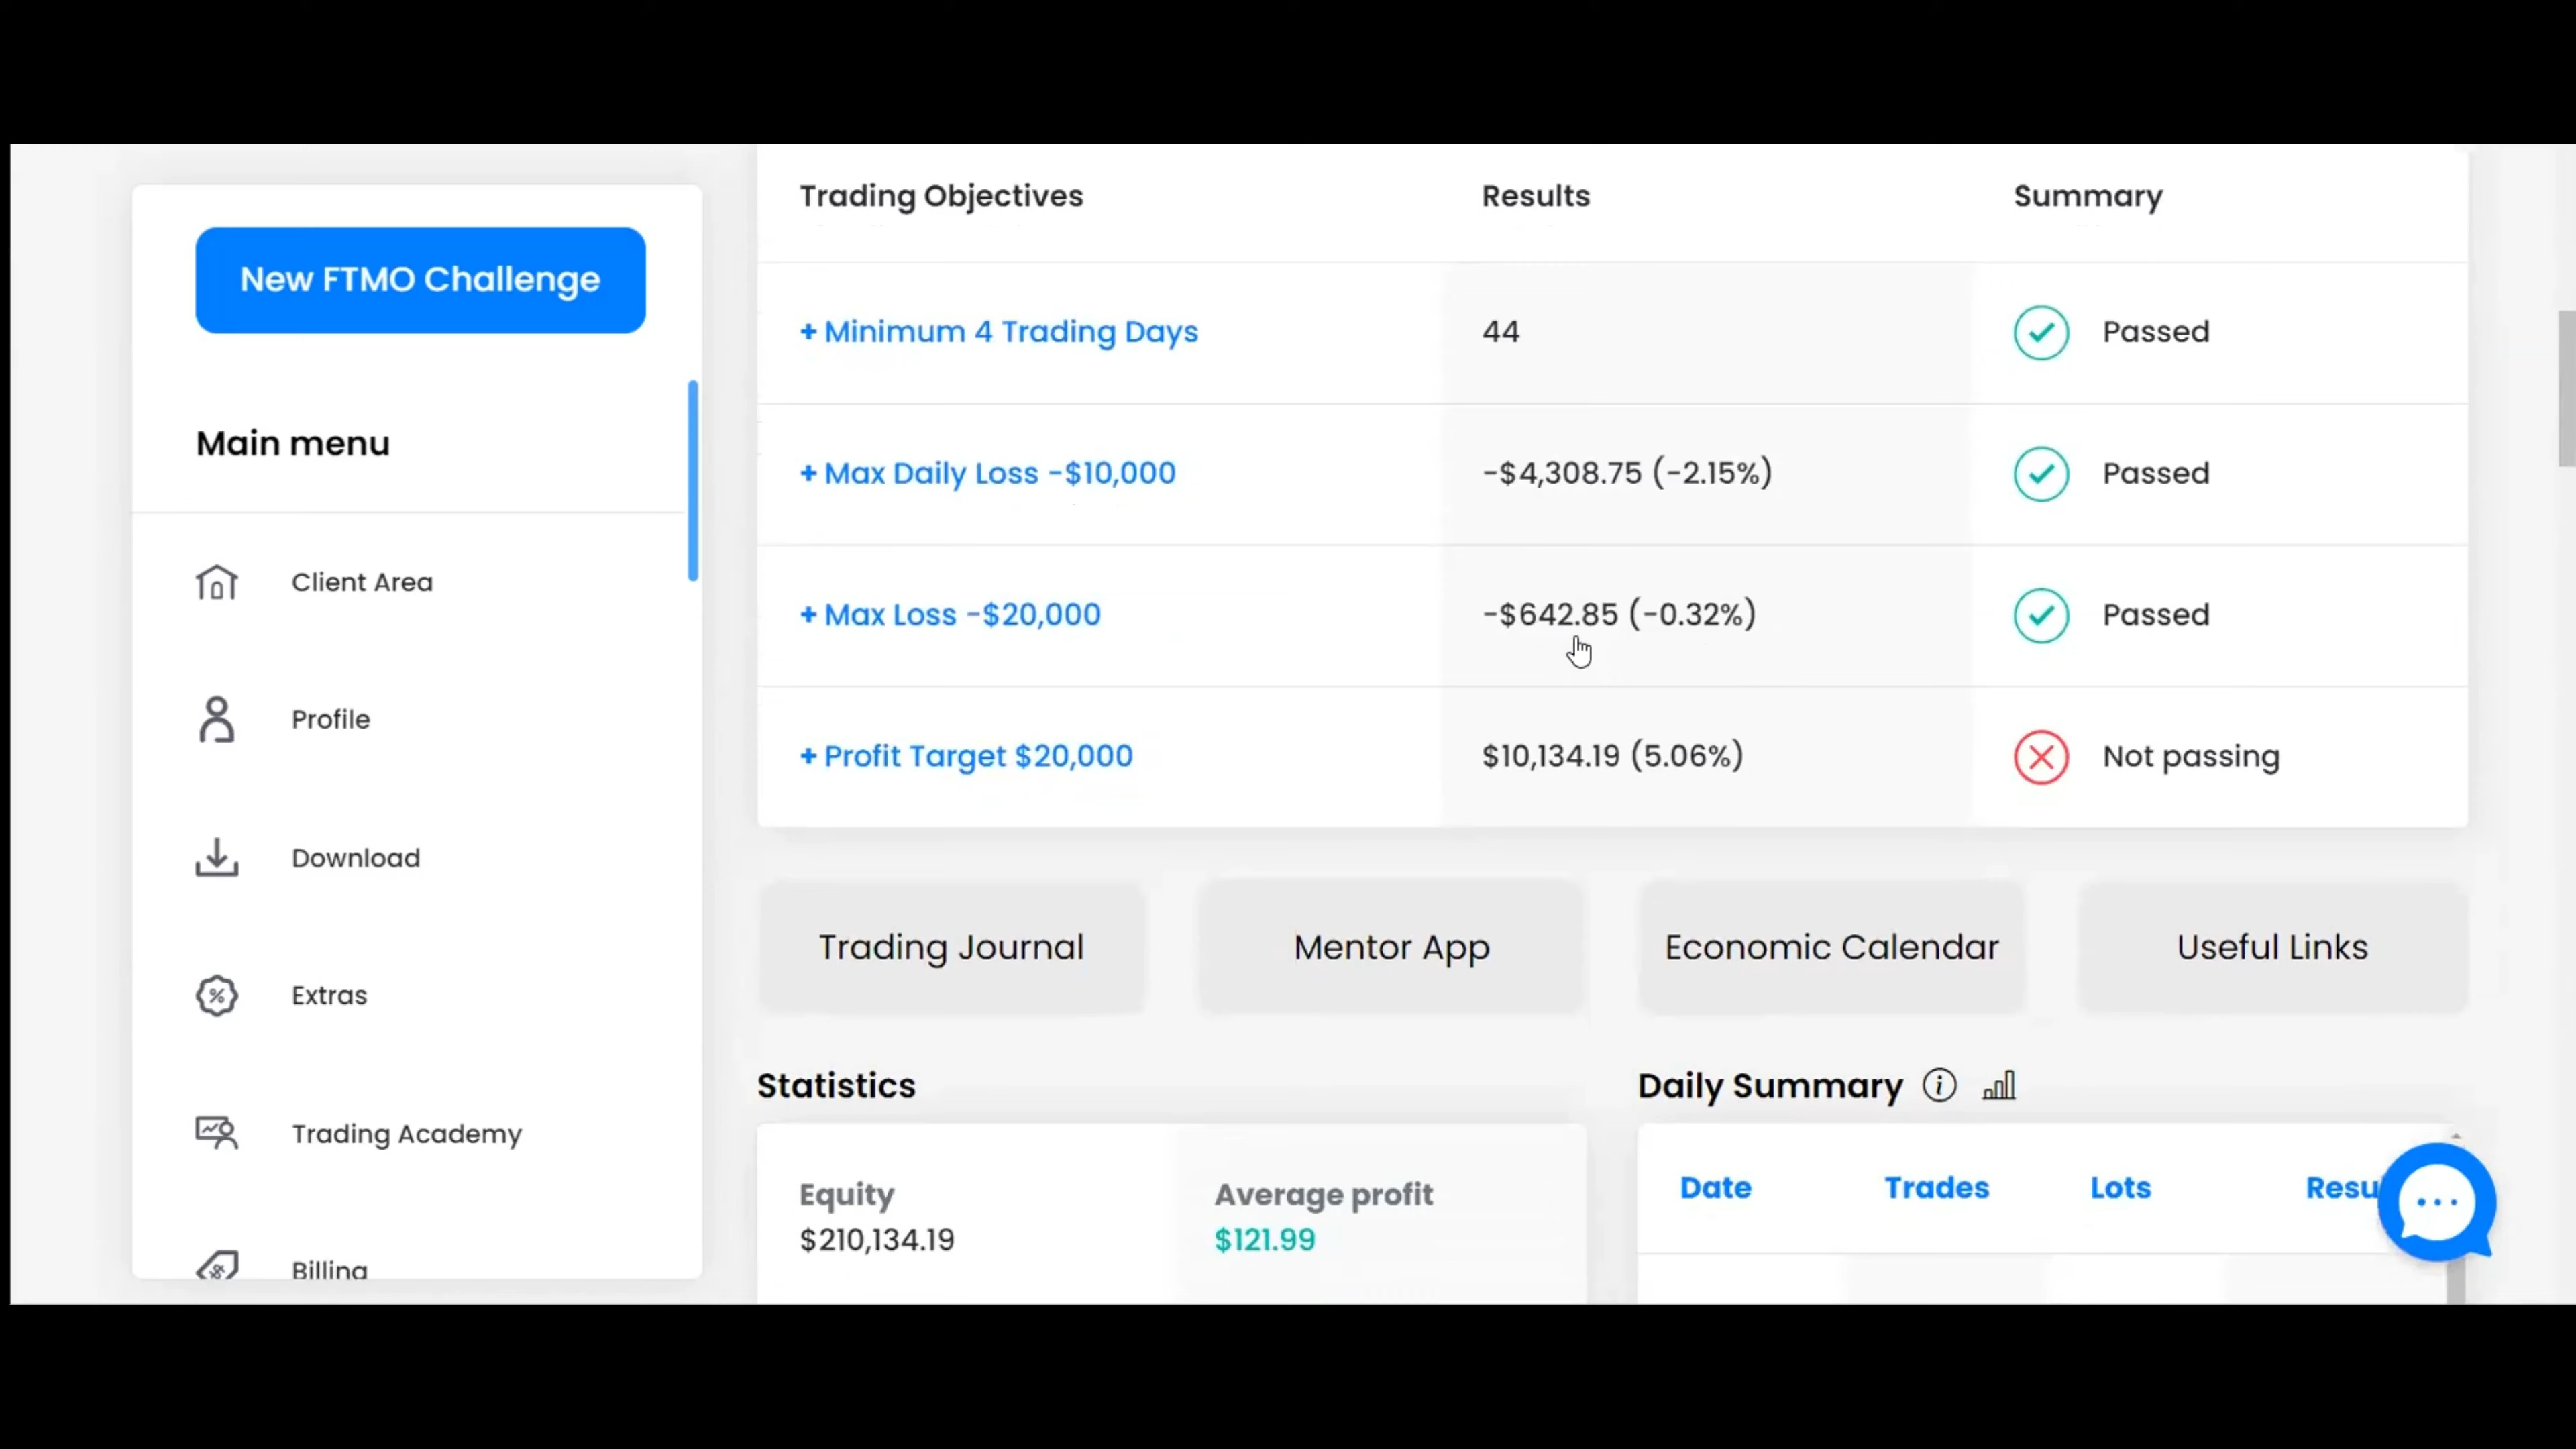 New FTMO Challenge
Main menu
Client Area
Profile
Download
Extras
Trading Academy
Billing
Trading Objectives Results Summary
+ Minimum 4 Trading Days 44 Passed
+ Max Daily Loss -$10,000 -$4,308.75 (-2.15%) Passed
+ Max Loss -$20,000 -$642.85 (-0.32%) Passed
+ Profit Target $20,000 $10,134.19 (5.06%) Not passing
Trading Journal Mentor App Economic Calendar Useful Links
Statistics
Equity Average profit
$210,134.19 $121.99
Daily Summary
Date Trades Lots Resu